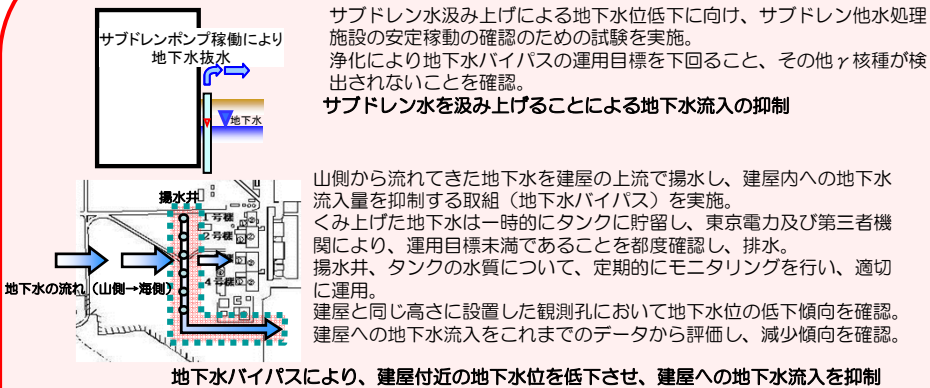 サブドレンポンプ稼働により
地下水抜水
地下水
サブドレン水汲み上げによる地下水位低下に向け、サブドレン他水処理
施設の安定稼動の確認のための試験を実施。
浄化により地下水バイパスの運用目標を下回ること、その他γ核種が検
出されないことを確認。
サブドレン水を汲み上げることによる地下水流入の抑制
揚水井
1号機
2号機
機
4号機
地下水の流れ(山側→海側)
山側から流れてきた地下水を建屋の上流で揚水し、建屋内への地下水
流入量を抑制する取組(地下水バイパス)を実施。
くみ上げた地下水は一時的にタンクに貯留し、東京電力及び第三者機
関により、運用目標未満であることを都度確認し、排水。
揚水井、タンクの水質について、定期的にモニタリングを行い、適切
に運用。
建屋と同じ高さに設置した観測孔において地下水位の低下傾向を確認。
建屋への地下水流入をこれまでのデータから評価し、減少傾向を確認。
地下水バイパスにより、建屋付近の地下水位を低下させ、建屋への地下水流入を抑制